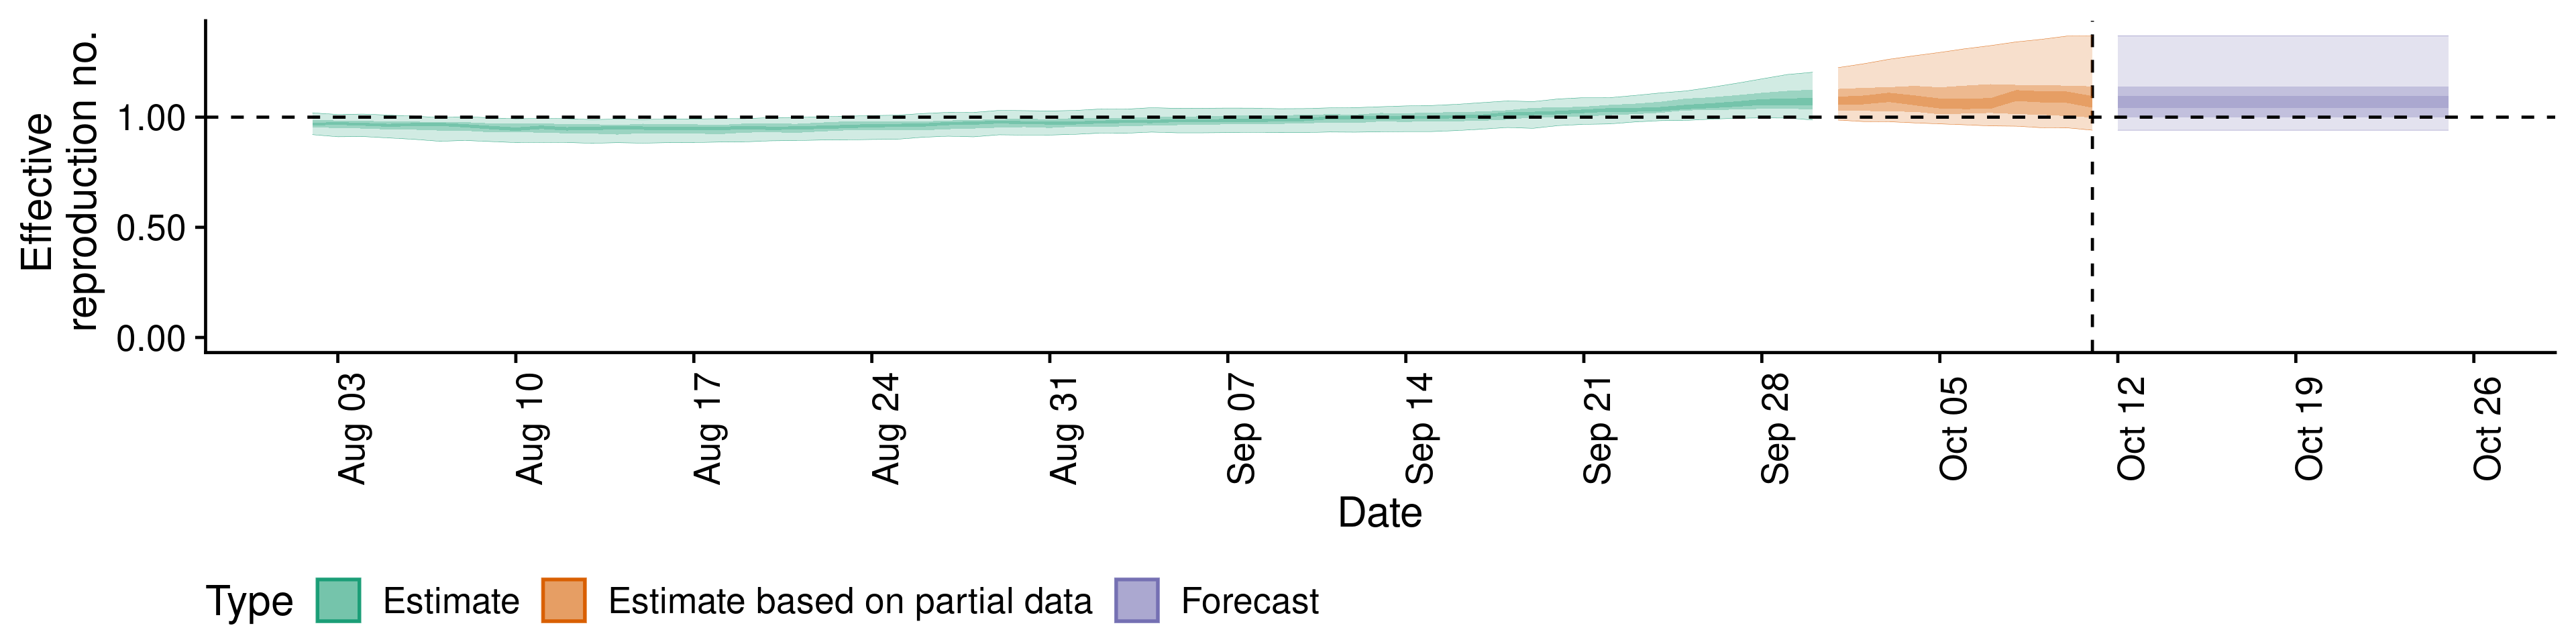 Effective
reproduction no.
1.00
0.50
0.00
Aug 03
Aug 10
Aug 17
Aug 24
Aug 31
Sep 07
Sep 14
Sep 21
Sep 28
Oct 05
Oct 12
Oct 19
Oct 26
Date
Type Estimate Estimate based on partial data Forecast